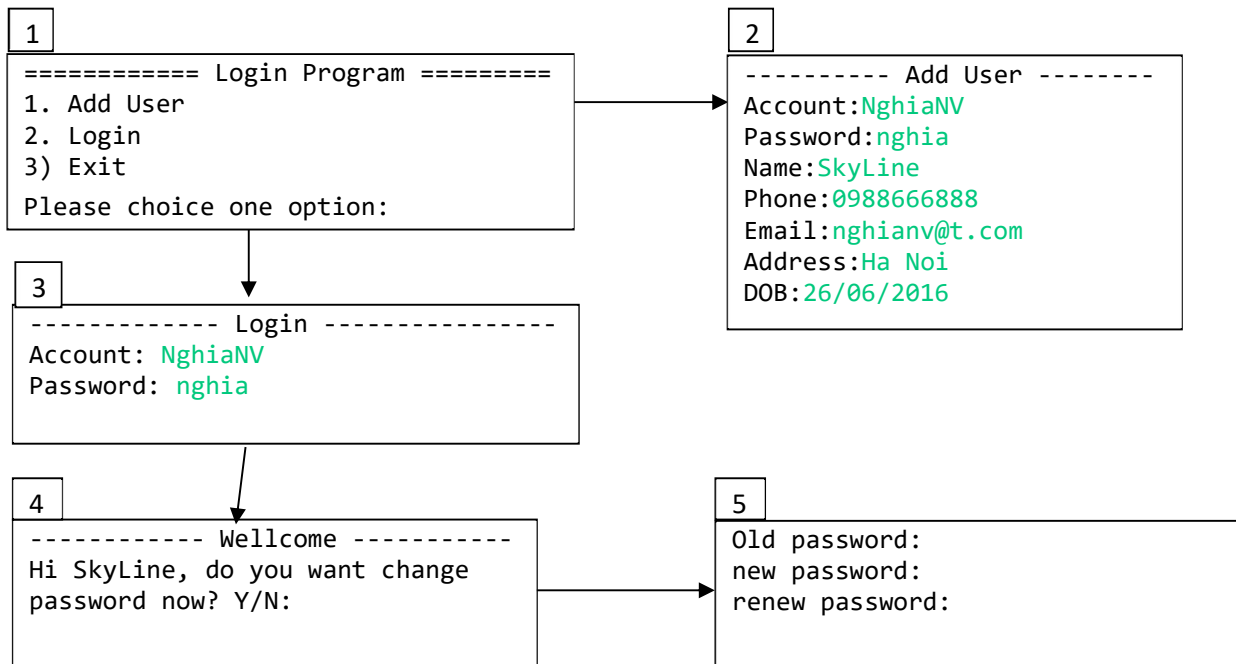 1
============ Login Program =========
1. Add User
2. Login
3) Exit
Please choice one option:
2
---------- Add User --------
Account:NghiaNV
Password:nghia
Name:SkyLine
Phone:0988666888
Email:nghianv@t.com
Address:Ha Noi
DOB:26/06/2016
3
------------- Login ----------------
Account: NghiaNV
Password: nghia
4
------------ Wellcome -----------
Hi SkyLine, do you want change
password now? Y/N:
5
Old password:
new password:
renew password: